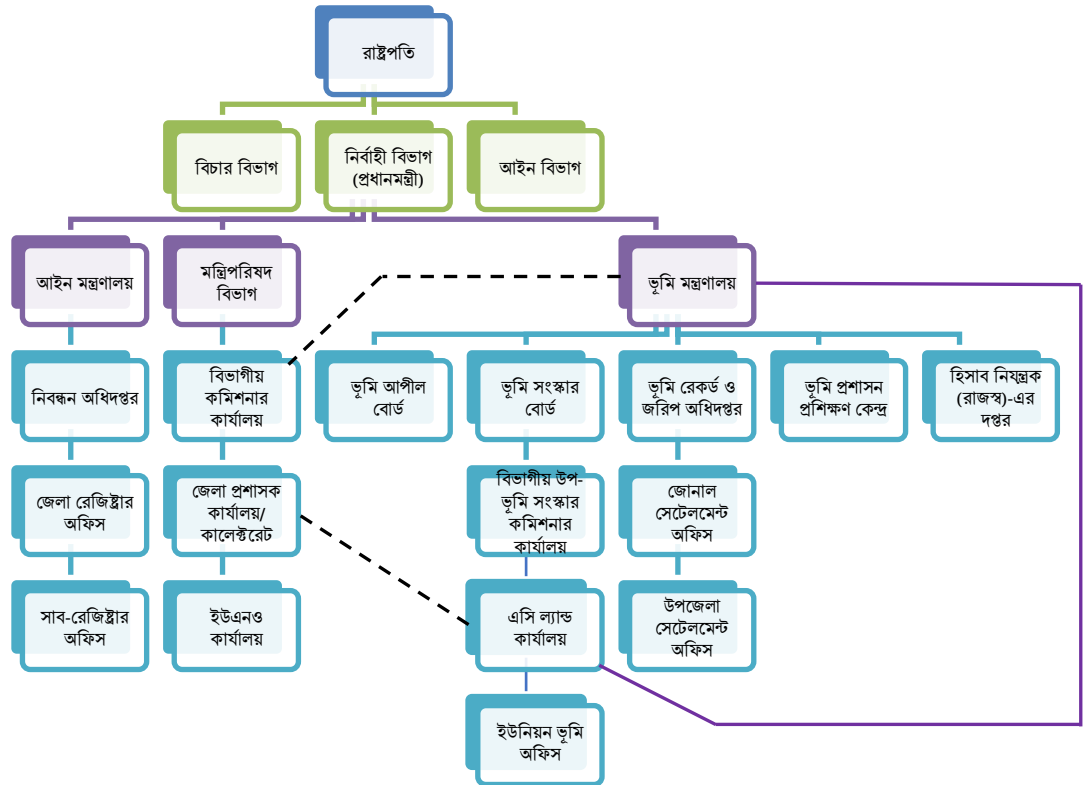 রাষ্ট্রপতি
বিচার বিভাগ
নির্বাহী বিভাগ
(প্রধানমন্ত্রী)
আইন বিভাগ
আইন মন্ত্রণালয়
মন্ত্রিপরিষদ
বিভাগ
ভূমি মন্ত্রণালয়
নিবন্ধন অধিদপ্তর
বিভাগীয়
কমিশনার
কার্যালয়
ভূমি আপীল
বোর্ড
ভূমি সংস্কার
বোর্ড
ভূমি রেকর্ড ও
জরিপ অধিদপ্তর
ভূমি প্রশাসন
প্রশিক্ষণ কেন্দ্র
হিসাব নিয়ন্ত্রক
(রাজস্ব)-এর
দপ্তর
জেলা রেজিষ্ট্রার
অফিস
জেলা প্রশাসক
কার্যালয়/
কালেক্টরেট
বিভাগীয় উপ-
ভূমি সংস্কার
কমিশনার
কার্যালয়
জোনাল
সেটেলমেন্ট
অফিস
সাব-রেজিষ্ট্রার
অফিস
ইউএনও
কার্যালয়
এসি ল্যান্ড
কার্যালয়
উপজেলা
সেটেলমেন্ট
অফিস
ইউনিয়ন ভূমি
অফিস